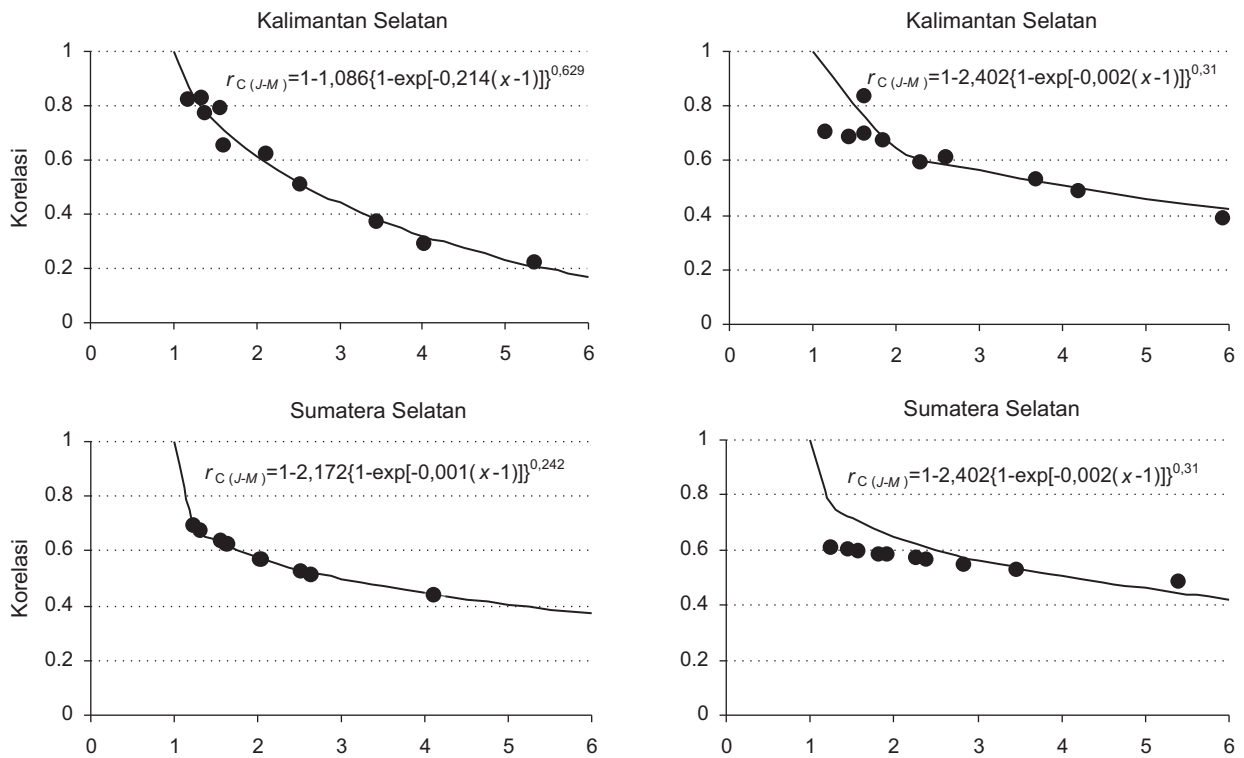 Kalimantan Selatan
r C (J-M)=1-1,086{1-exp[-0,214(x-1)]}0,629
Korelasi
1
0.8
0.6
0.4
0.2
0
0 1 2 3 4 5 6
Kalimantan Selatan
r C (J-M)=1-2,402{1-exp[-0,002(x-1)]}0,31
1
0.8
0.6
0.4
0.2
0
0 1 2 3 4 5 6
Sumatera Selatan
r C (J-M)=1-2,172{1-exp[-0,001(x-1)]}0,242
Korelasi
1
0.8
0.6
0.4
0.2
0
0 1 2 3 4 5 6
Sumatera Selatan
r C (J-M)=1-2,402{1-exp[-0,002(x-1)]}0,31
1
0.8
0.6
0.4
0.2
0
0 1 2 3 4 5 6